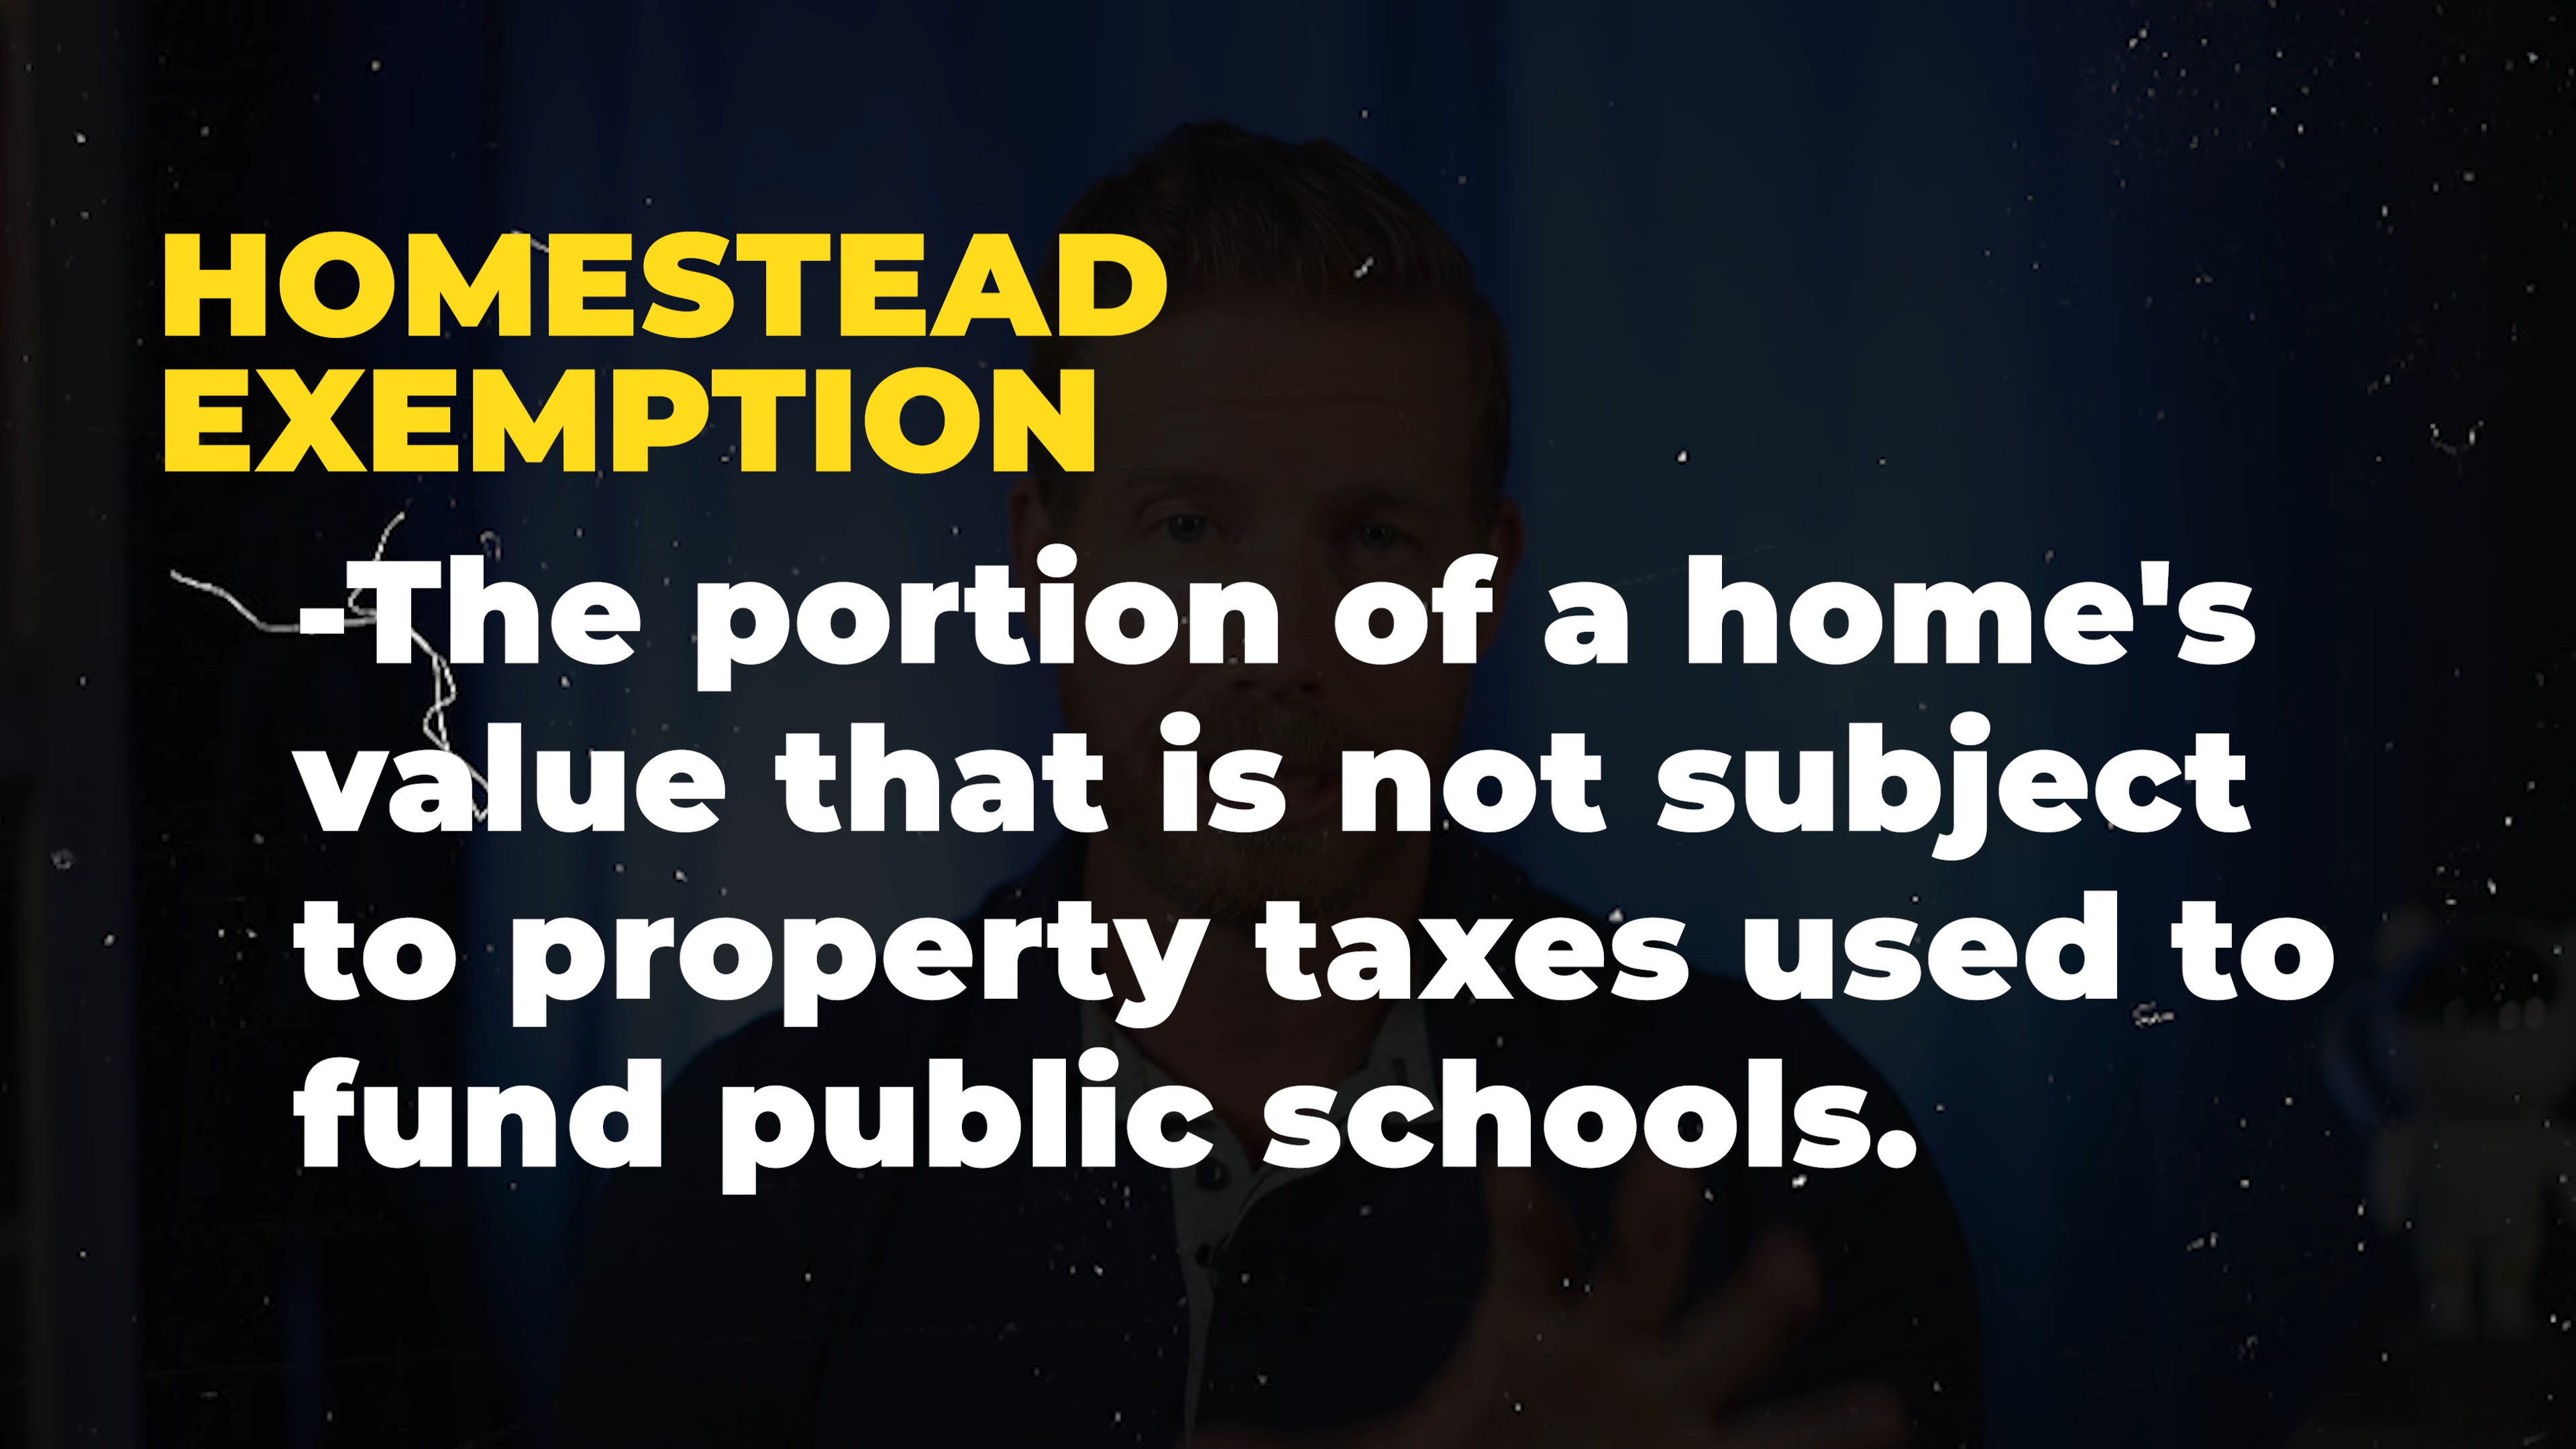 HOMESTEAD
EXEMPTION
-The portion of a home's
value that is not subject
to property taxes used to
fund public schools.